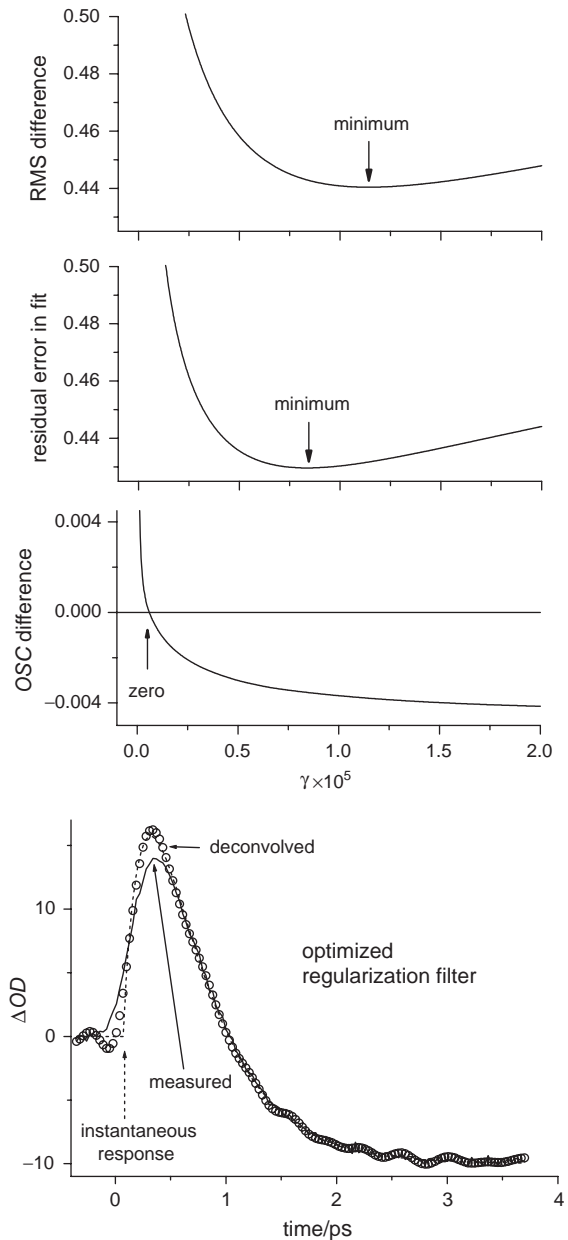 0.50
0.48
0.46
0.44
RMS difference
minimum
0.50
0.48
0.46
0.44
residual error in fit
minimum
0.004
0.000
−0.004
OSC difference
zero
0.0
0.5
1.0
1.5
2.0
γ×10⁵
10
0
−10
ΔOD
deconvolved
optimized
regularization filter
measured
instantaneous
response
0
1
2
3
4
time/ps